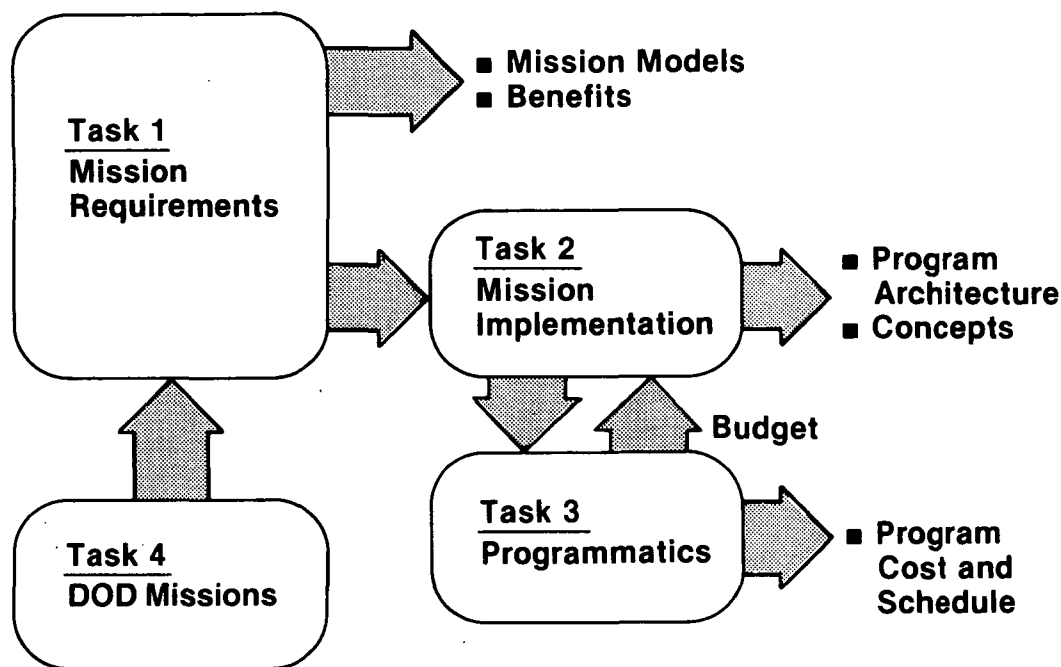 Task 1
Mission
Requirements
■ Mission Models
■ Benefits
Task 2
Mission
Implementation
■ Program
Architecture
■ Concepts
Budget
Task 3
Programmatics
■ Program
Cost and
Schedule
Task 4
DOD Missions